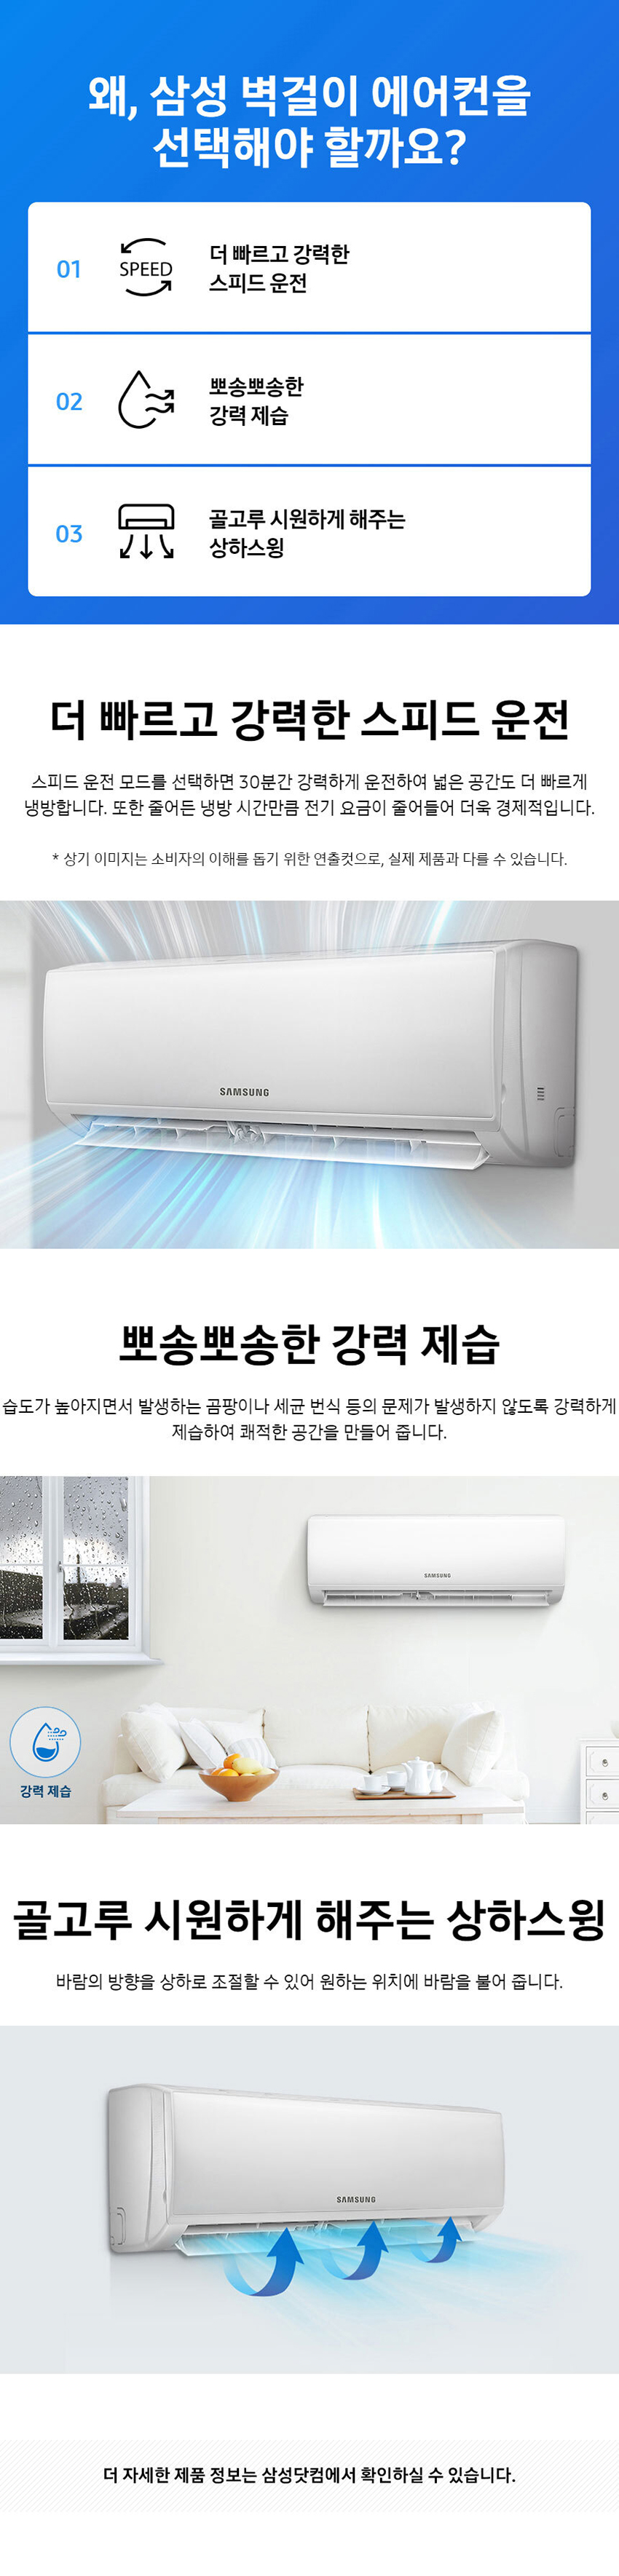 왜, 삼성 벽걸이 에어컨을
선택해야 할까요?
01
SPEED
더 빠르고 강력한
스피드 운전
02
뽀송뽀송한
강력 제습
03
골고루 시원하게 해주는
상하스윙
더 빠르고 강력한 스피드 운전
스피드 운전 모드를 선택하면 30분간 강력하게 운전하여 넓은 공간도 더 빠르게
냉방합니다. 또한 줄어든 냉방 시간만큼 전기 요금이 줄어들어 더욱 경제적입니다.
* 상기 이미지는 소비자의 이해를 돕기 위한 연출컷으로, 실제 제품과 다를 수 있습니다.
SAMSUNG
뽀송뽀송한 강력 제습
습도가 높아지면서 발생하는 곰팡이나 세균 번식 등의 문제가 발생하지 않도록 강력하게
제습하여 쾌적한 공간을 만들어 줍니다.
SAMSUNG
강력 제습
골고루 시원하게 해주는 상하스윙
바람의 방향을 상하로 조절할 수 있어 원하는 위치에 바람을 불어 줍니다.
SAMSUNG
더 자세한 제품 정보는 삼성닷컴에서 확인하실 수 있습니다.